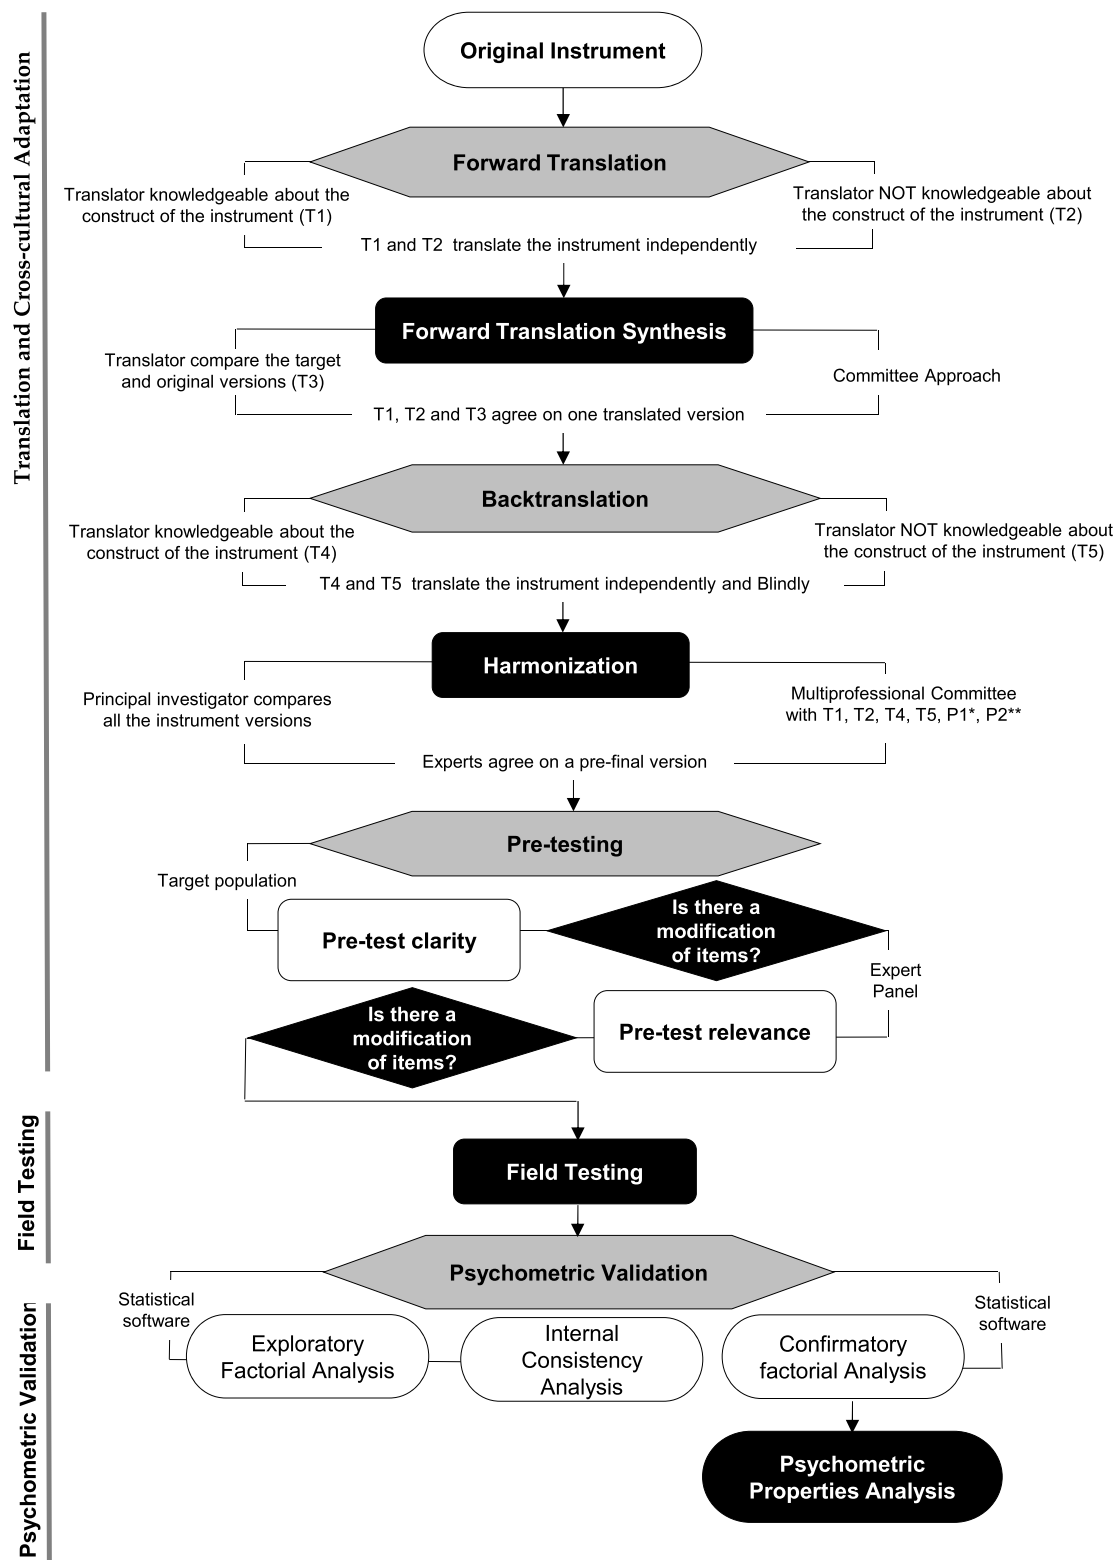 Translation and Cross-cultural Adaptation
Original Instrument
Forward Translation
Translator knowledgeable about the
construct of the instrument (T1)
Translator NOT knowledgeable about
the construct of the instrument (T2)
T1 and T2 translate the instrument independently
Forward Translation Synthesis
Translator compare the target
and original versions (T3)
Committee Approach
T1, T2 and T3 agree on one translated version
Backtranslation
Translator knowledgeable about the
construct of the instrument (T4)
Translator NOT knowledgeable about
the construct of the instrument (T5)
T4 and T5 translate the instrument independently and Blindly
Harmonization
Principal investigator compares
all the instrument versions
Multiprofessional Committee
with T1, T2, T4, T5, P1*, P2**
Experts agree on a pre-final version
Pre-testing
Target population
Pre-test clarity
Is there a
modification
of items?
Expert
Panel
Pre-test relevance
Is there a
modification
of items?
Field Testing
Field Testing
Psychometric Validation
Psychometric Validation
Statistical
software
Exploratory
Factorial Analysis
Internal
Consistency
Analysis
Confirmatory
factorial Analysis
Statistical
software
Psychometric
Properties Analysis